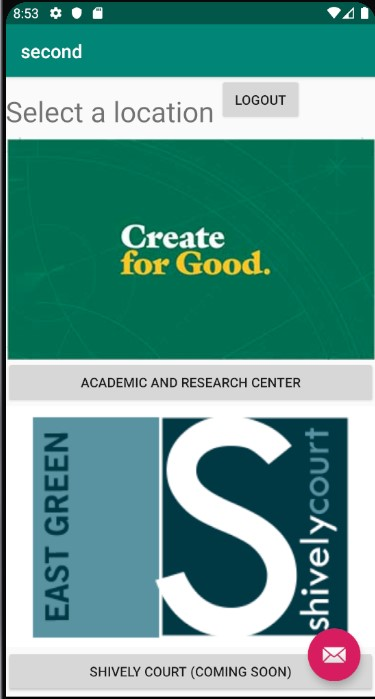 8:53
second
Select a location
LOGOUT
Create
for Good.
ACADEMIC AND RESEARCH CENTER
EAST GREEN
S
shivelycourt
SHIVELY COURT (COMING SOON)